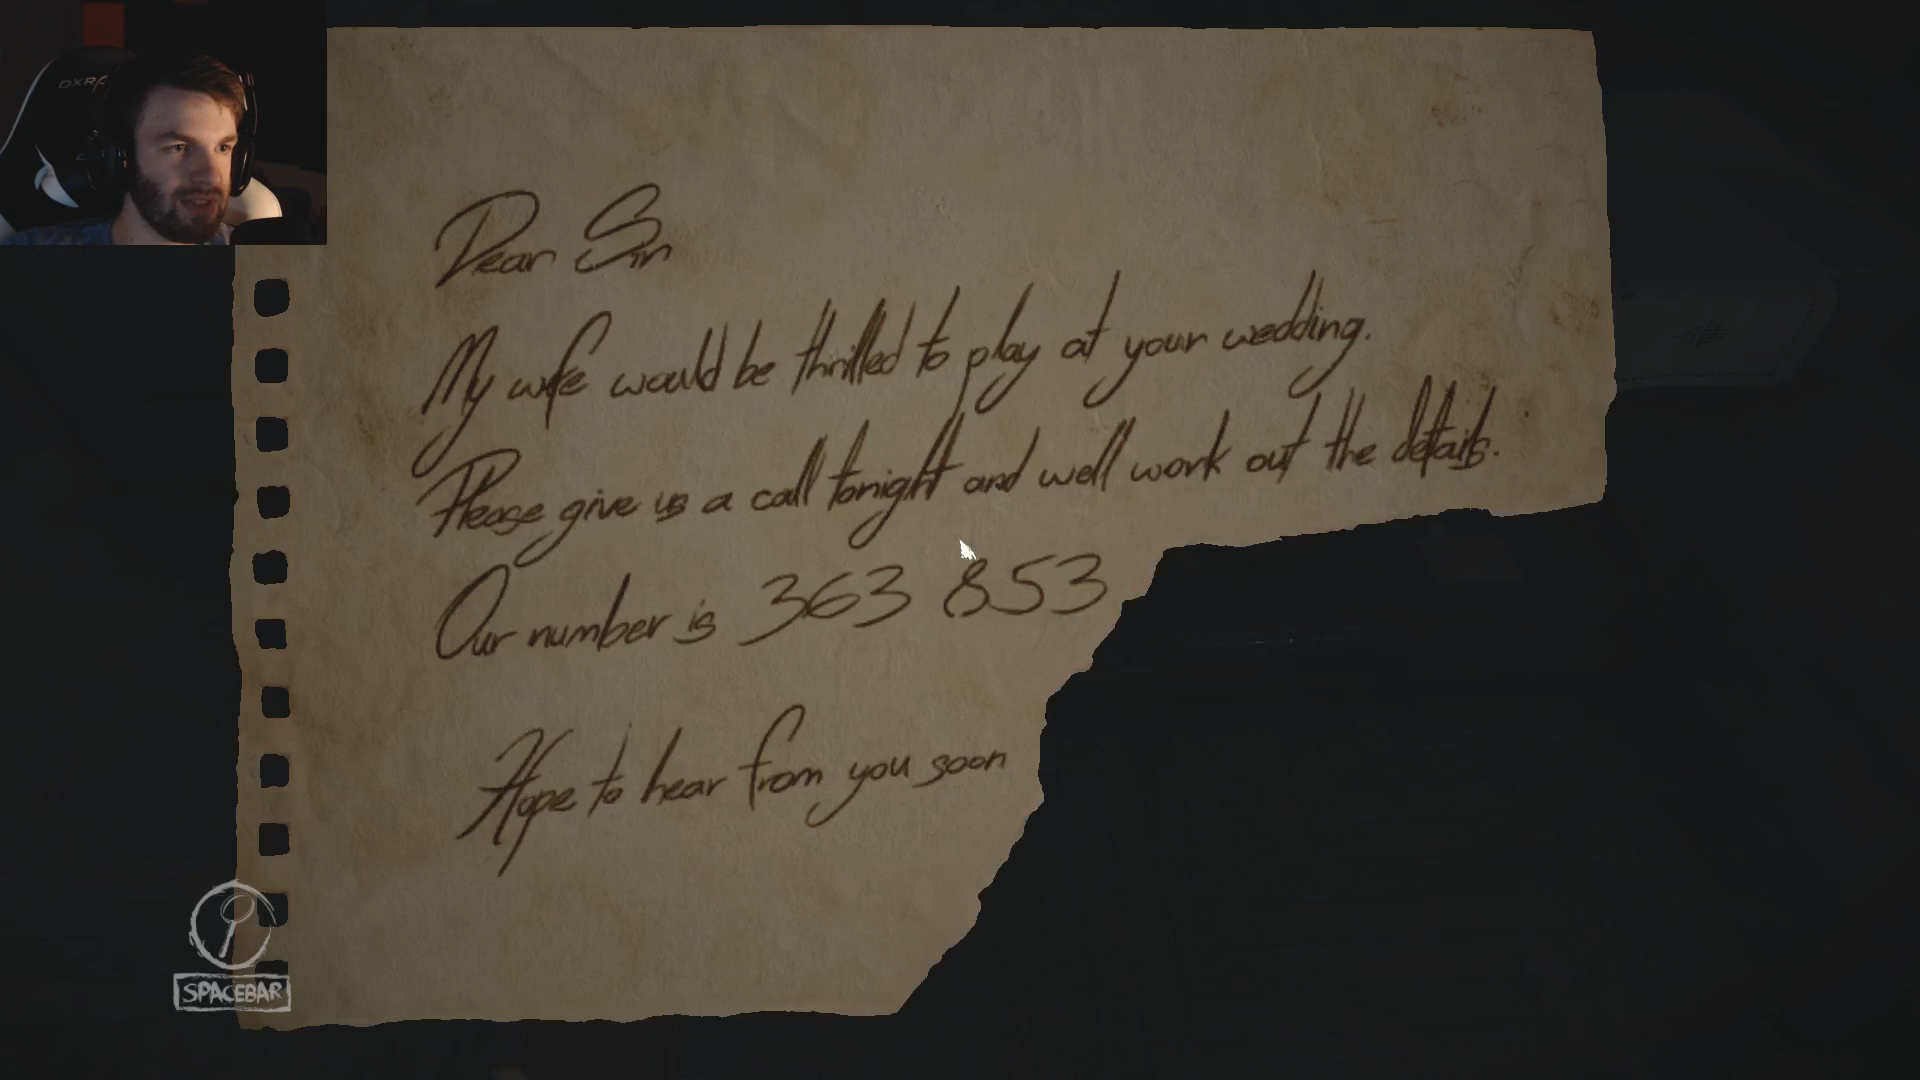 DXRA
Dear Sir
My wife would be thrilled to play at your wedding.
Please give us a call tonight and well work out the details.
Our number is 363 853
Hope to hear from you soon
SPACEBAR